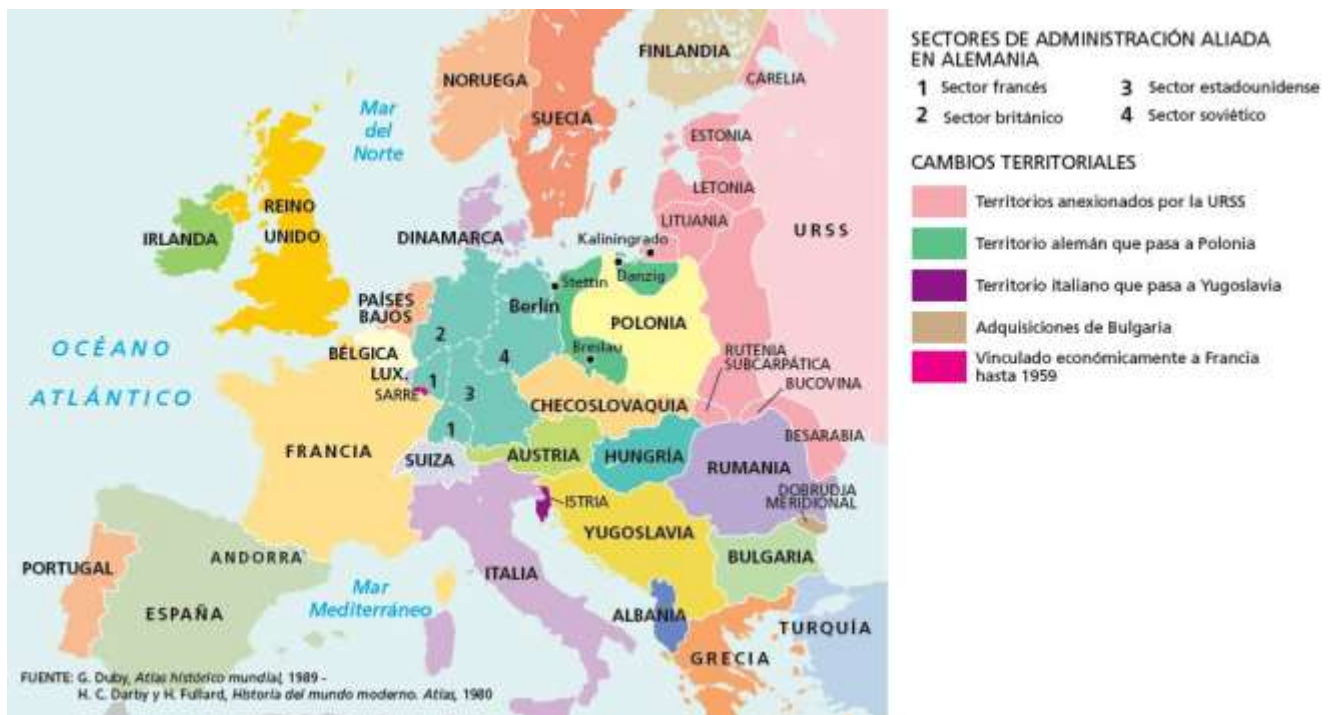 FINLANDIA
NORUEGA
CARELIA
Mar
del
Norte
SUECIA
ESTONIA
LETONIA
LITUANIA
REINO
UNIDO
IRLANDA
DINAMARCA
Kaliningrado
URSS
Danzig
Stettin
PAÍSES
BAJOS
Berlín
POLONIA
2
4
BÉLGICA
Breslau
OCÉANO
ATLÁNTICO
RUTENIA
SUBCARPÁTICA
LUX.
1
BUCOVINA
SARRE
3
CHECOSLOVAQUIA
1
BESARABIA
FRANCIA
SUIZA
AUSTRIA
HUNGRÍA
RUMANIA
DOBRUDJA
MERIDIONAL
ISTRIA
YUGOSLAVIA
ANDORRA
BULGARIA
PORTUGAL
ITALIA
Mar
Mediterráneo
ESPAÑA
ALBANIA
TURQUÍA
GRECIA
FUENTE: G. Duby, Atlas histórico mundial, 1989 -
H. C. Darby y H. Fullard, Historia del mundo moderno. Atlas, 1980
SECTORES DE ADMINISTRACIÓN ALIADA
EN ALEMANIA
1 Sector francés
3 Sector estadounidense
2 Sector británico
4 Sector soviético
CAMBIOS TERRITORIALES
Territorios anexionados por la URSS
Territorio alemán que pasa a Polonia
Territorio italiano que pasa a Yugoslavia
Adquisiciones de Bulgaria
Vinculado económicamente a Francia
hasta 1959